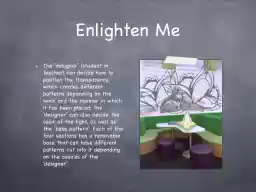 Enlighten Me
• The 'designer' (student or
teacher) can decide how to
position the transparency,
which carries different
patterns depending on the
work and the manner in which
it has been placed. The
'designer' can also decide the
color of the light, as well as
the 'base pattern'. Each of the
four sections has a removable
base that can have different
patterns cut into it depending
on the desires of the
'designer'